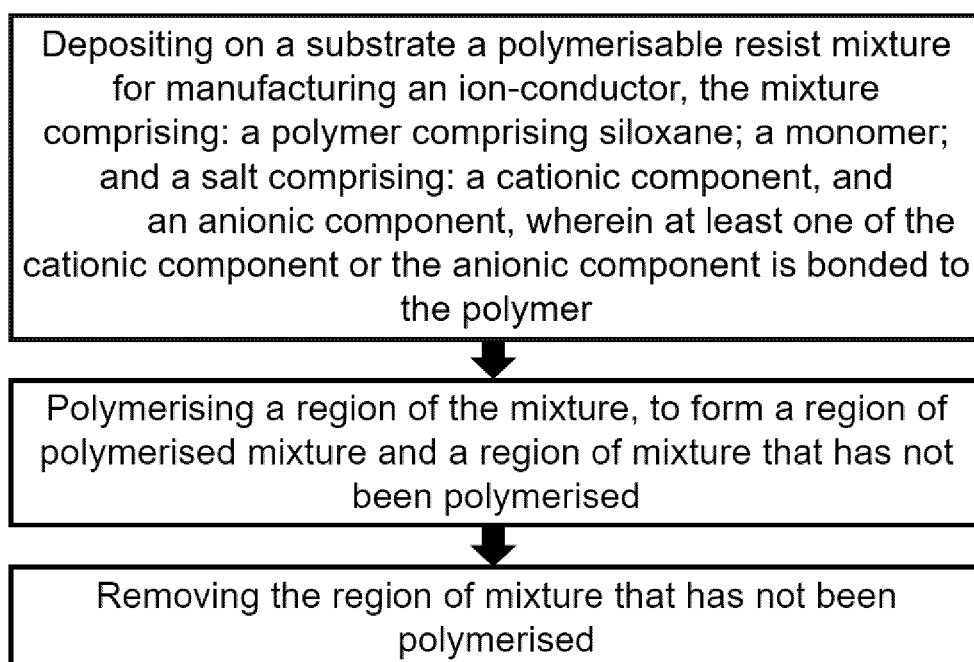 Depositing on a substrate a polymerisable resist mixture
for manufacturing an ion-conductor, the mixture
comprising: a polymer comprising siloxane; a monomer;
and a salt comprising: a cationic component, and
an anionic component, wherein at least one of the
cationic component or the anionic component is bonded to
the polymer
Polymerising a region of the mixture, to form a region of
polymerised mixture and a region of mixture that has not
been polymerised
Removing the region of mixture that has not been
polymerised